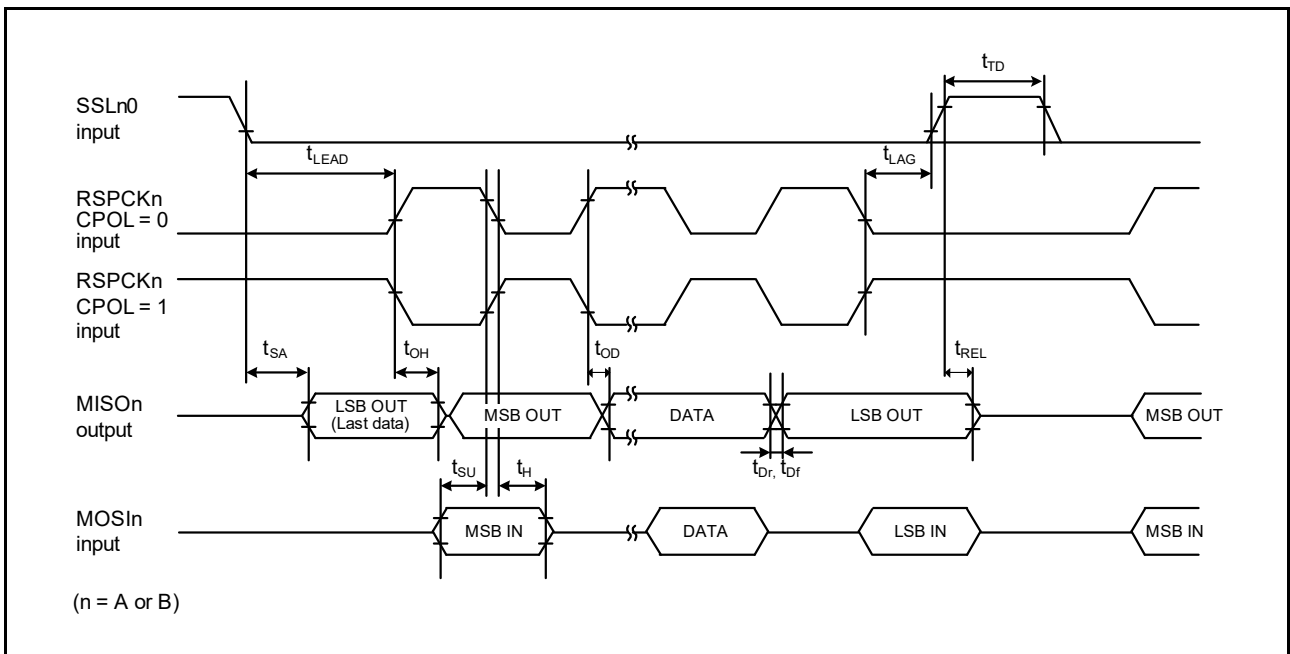 tTD
SSLn0
input
tLEAD
tLAG
RSPCKn
CPOL = 0
input
RSPCKn
CPOL = 1
input
tSA
tOH
tOD
tREL
MISOn
output
LSB OUT
(Last data)
MSB OUT
DATA
LSB OUT
MSB OUT
tSU
tH
tDr, tDf
MOSIn
input
MSB IN
DATA
LSB IN
MSB IN
(n = A or B)